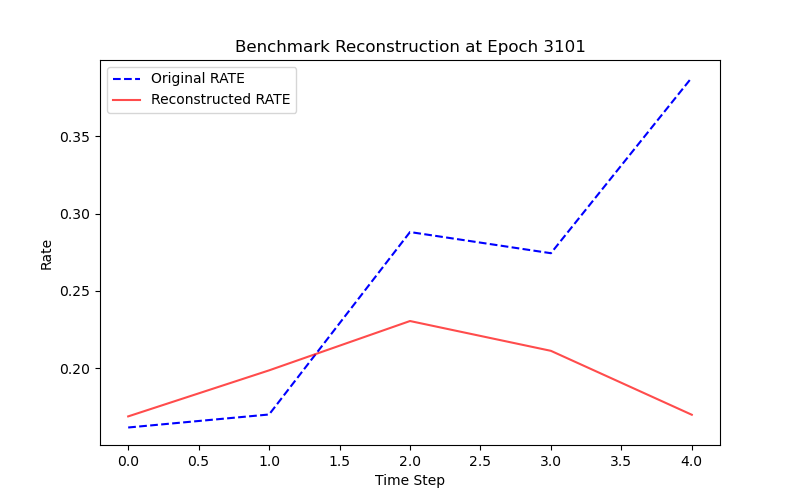 Benchmark Reconstruction at Epoch 3101
Original RATE
Reconstructed RATE
0.35
0.30
0.25
0.20
Rate
0.0 0.5 1.0 1.5 2.0 2.5 3.0 3.5 4.0
Time Step